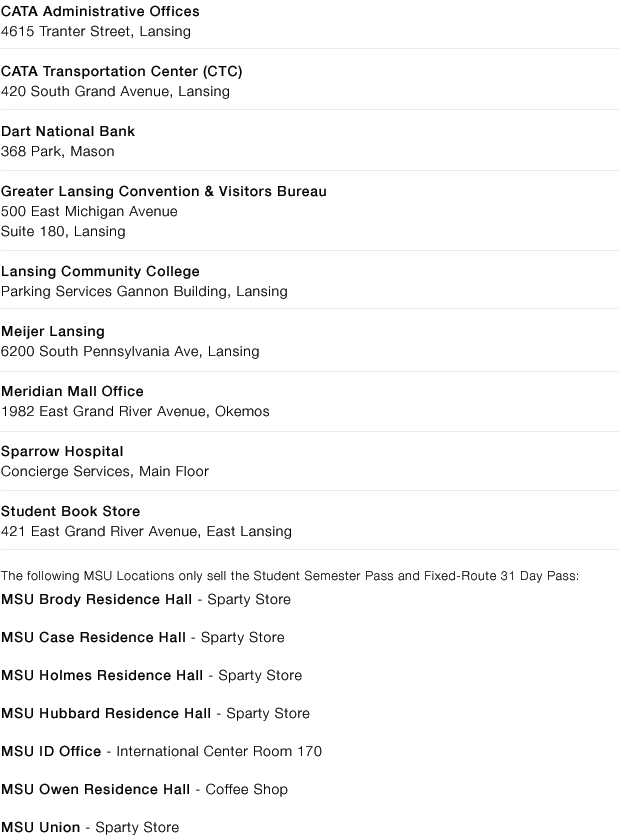 CATA Administrative Offices
4615 Tranter Street, Lansing
CATA Transportation Center (CTC)
420 South Grand Avenue, Lansing
Dart National Bank
368 Park, Mason
Greater Lansing Convention & Visitors Bureau
500 East Michigan Avenue
Suite 180, Lansing
Lansing Community College
Parking Services Gannon Building, Lansing
Meijer Lansing
6200 South Pennsylvania Ave, Lansing
Meridian Mall Office
1982 East Grand River Avenue, Okemos
Sparrow Hospital
Concierge Services, Main Floor
Student Book Store
421 East Grand River Avenue, East Lansing
The following MSU Locations only sell the Student Semester Pass and Fixed-Route 31 Day Pass:
MSU Brody Residence Hall - Sparty Store
MSU Case Residence Hall - Sparty Store
MSU Holmes Residence Hall - Sparty Store
MSU Hubbard Residence Hall - Sparty Store
MSU ID Office - International Center Room 170
MSU Owen Residence Hall - Coffee Shop
MSU Union - Sparty Store